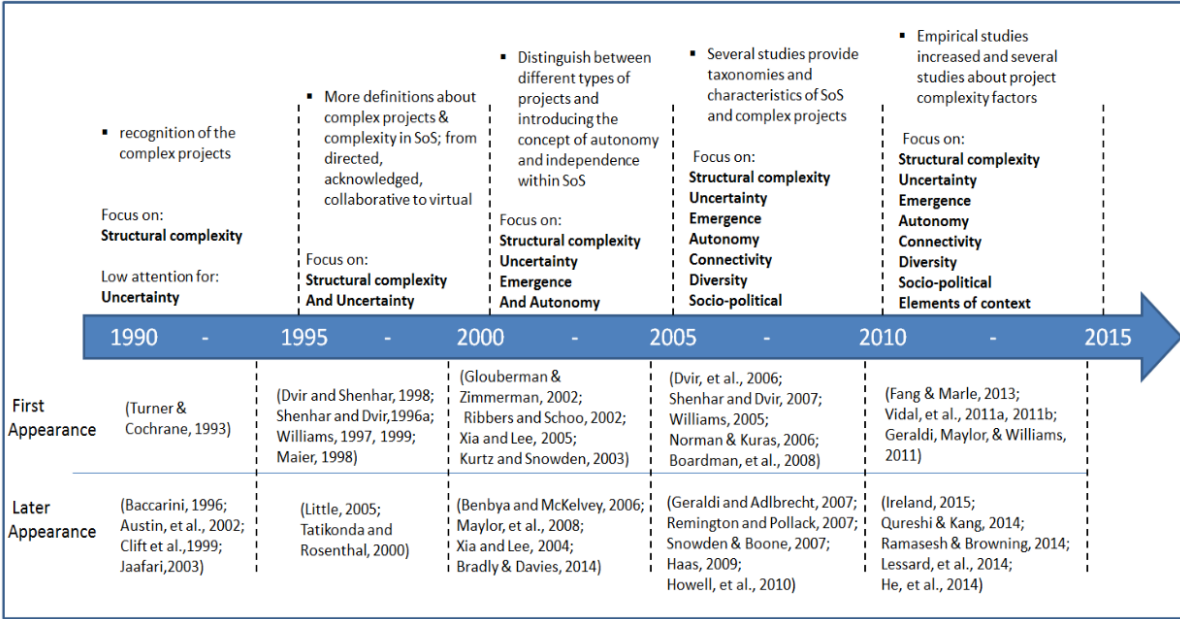 ▪ recognition of the
complex projects
Focus on:
Structural complexity
Low attention for:
Uncertainty
▪ More definitions about
complex projects &
complexity in SoS; from
directed,
acknowledged,
collaborative to virtual
Focus on:
Structural complexity
And Uncertainty
▪ Distinguish between
different types of
projects and
introducing the
concept of autonomy
and independence
within SoS
Focus on:
Structural complexity
Uncertainty
Emergence
And Autonomy
▪ Several studies provide
taxonomies and
characteristics of SoS
and complex projects
Focus on:
Structural complexity
Uncertainty
Emergence
Autonomy
Connectivity
Diversity
Socio-political
▪ Empirical studies
increased and several
studies about project
complexity factors
Focus on:
Structural complexity
Uncertainty
Emergence
Autonomy
Connectivity
Diversity
Socio-political
Elements of context
1990 - 1995 - 2000 - 2005 - 2010 - 2015
First
Appearance
(Turner &
Cochrane, 1993)
(Dvir and Shenhar, 1998;
Shenhar and Dvir,1996a;
Williams, 1997, 1999;
Maier, 1998)
(Glouberman &
Zimmerman, 2002;
Ribbers and Schoo, 2002;
Xia and Lee, 2005;
Kurtz and Snowden, 2003)
(Dvir, et al., 2006;
Shenhar and Dvir, 2007;
Williams, 2005;
Norman & Kuras, 2006;
Boardman, et al., 2008)
(Fang & Marle, 2013;
Vidal, et al., 2011a, 2011b;
Geraldi, Maylor, & Williams,
2011)
Later
Appearance
(Baccarini, 1996;
Austin, et al., 2002;
Clift et al.,1999;
Jaafari,2003)
(Little, 2005;
Tatikonda and
Rosenthal, 2000)
(Benbya and McKelvey, 2006;
Maylor, et al., 2008;
Xia and Lee, 2004;
Bradly & Davies, 2014)
(Geraldi and Adlbrecht, 2007;
Remington and Pollack, 2007;
Snowden & Boone, 2007;
Haas, 2009;
Howell, et al., 2010)
(Ireland, 2015;
Qureshi & Kang, 2014;
Ramasesh & Browning, 2014;
Lessard, et al., 2014;
He, et al., 2014)